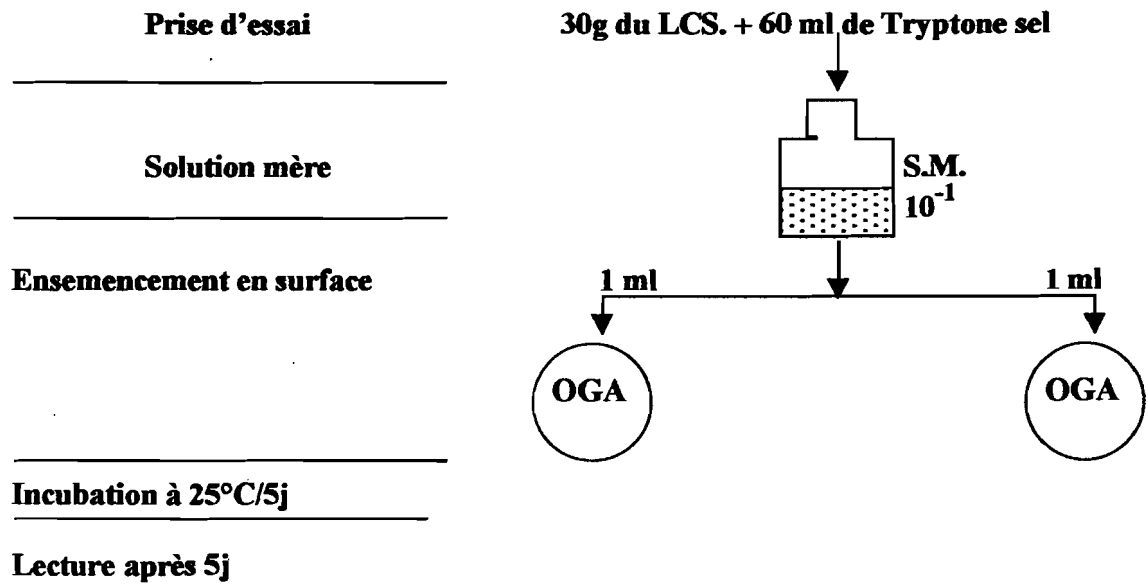 Prise d'essai
30g du LCS. + 60 ml de Tryptone sel
Solution mère
S.M.
10⁻¹
Ensemencement en surface
1 ml
1 ml
OGA
OGA
Incubation à 25°C/5j
Lecture après 5j